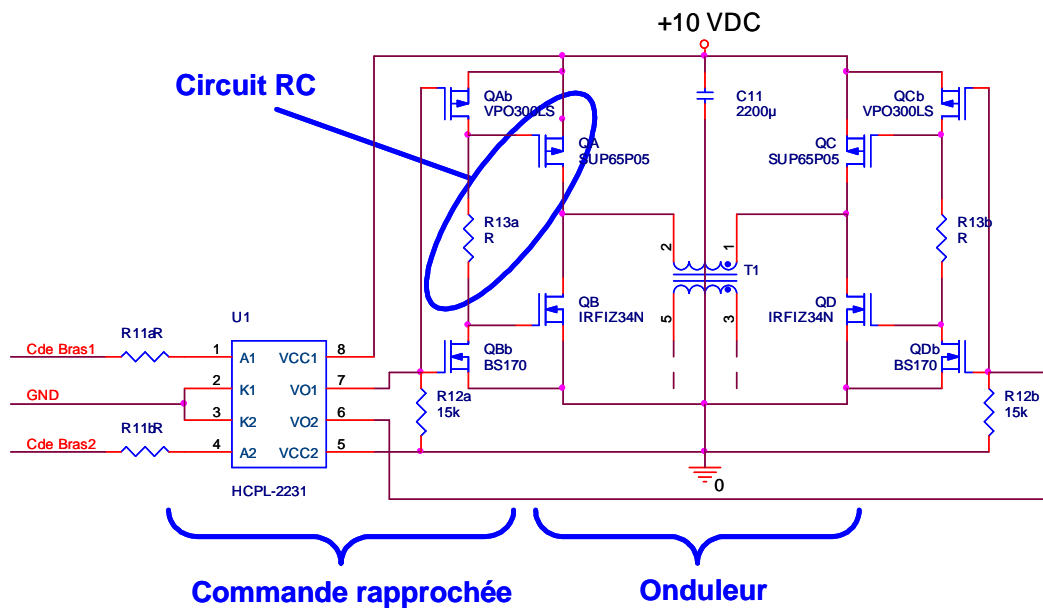 +10 VDC
Circuit RC
QAb
VPO300LS
C11
2200µ
QCb
VPO300LS
QA
SUP65P05
QC
SUP65P05
R13a
R
R13b
R
2
1
T1
5
3
QB
IRFIZ34N
QD
IRFIZ34N
U1
QBb
BS170
QDb
BS170
Cde Bras1
R11aR
1
A1
VCC1
8
GND
2
K1
VO1
7
3
K2
VO2
6
Cde Bras2
R11bR
4
A2
VCC2
5
R12a
15k
R12b
15k
HCPL-2231
0
Commande rapprochée
Onduleur